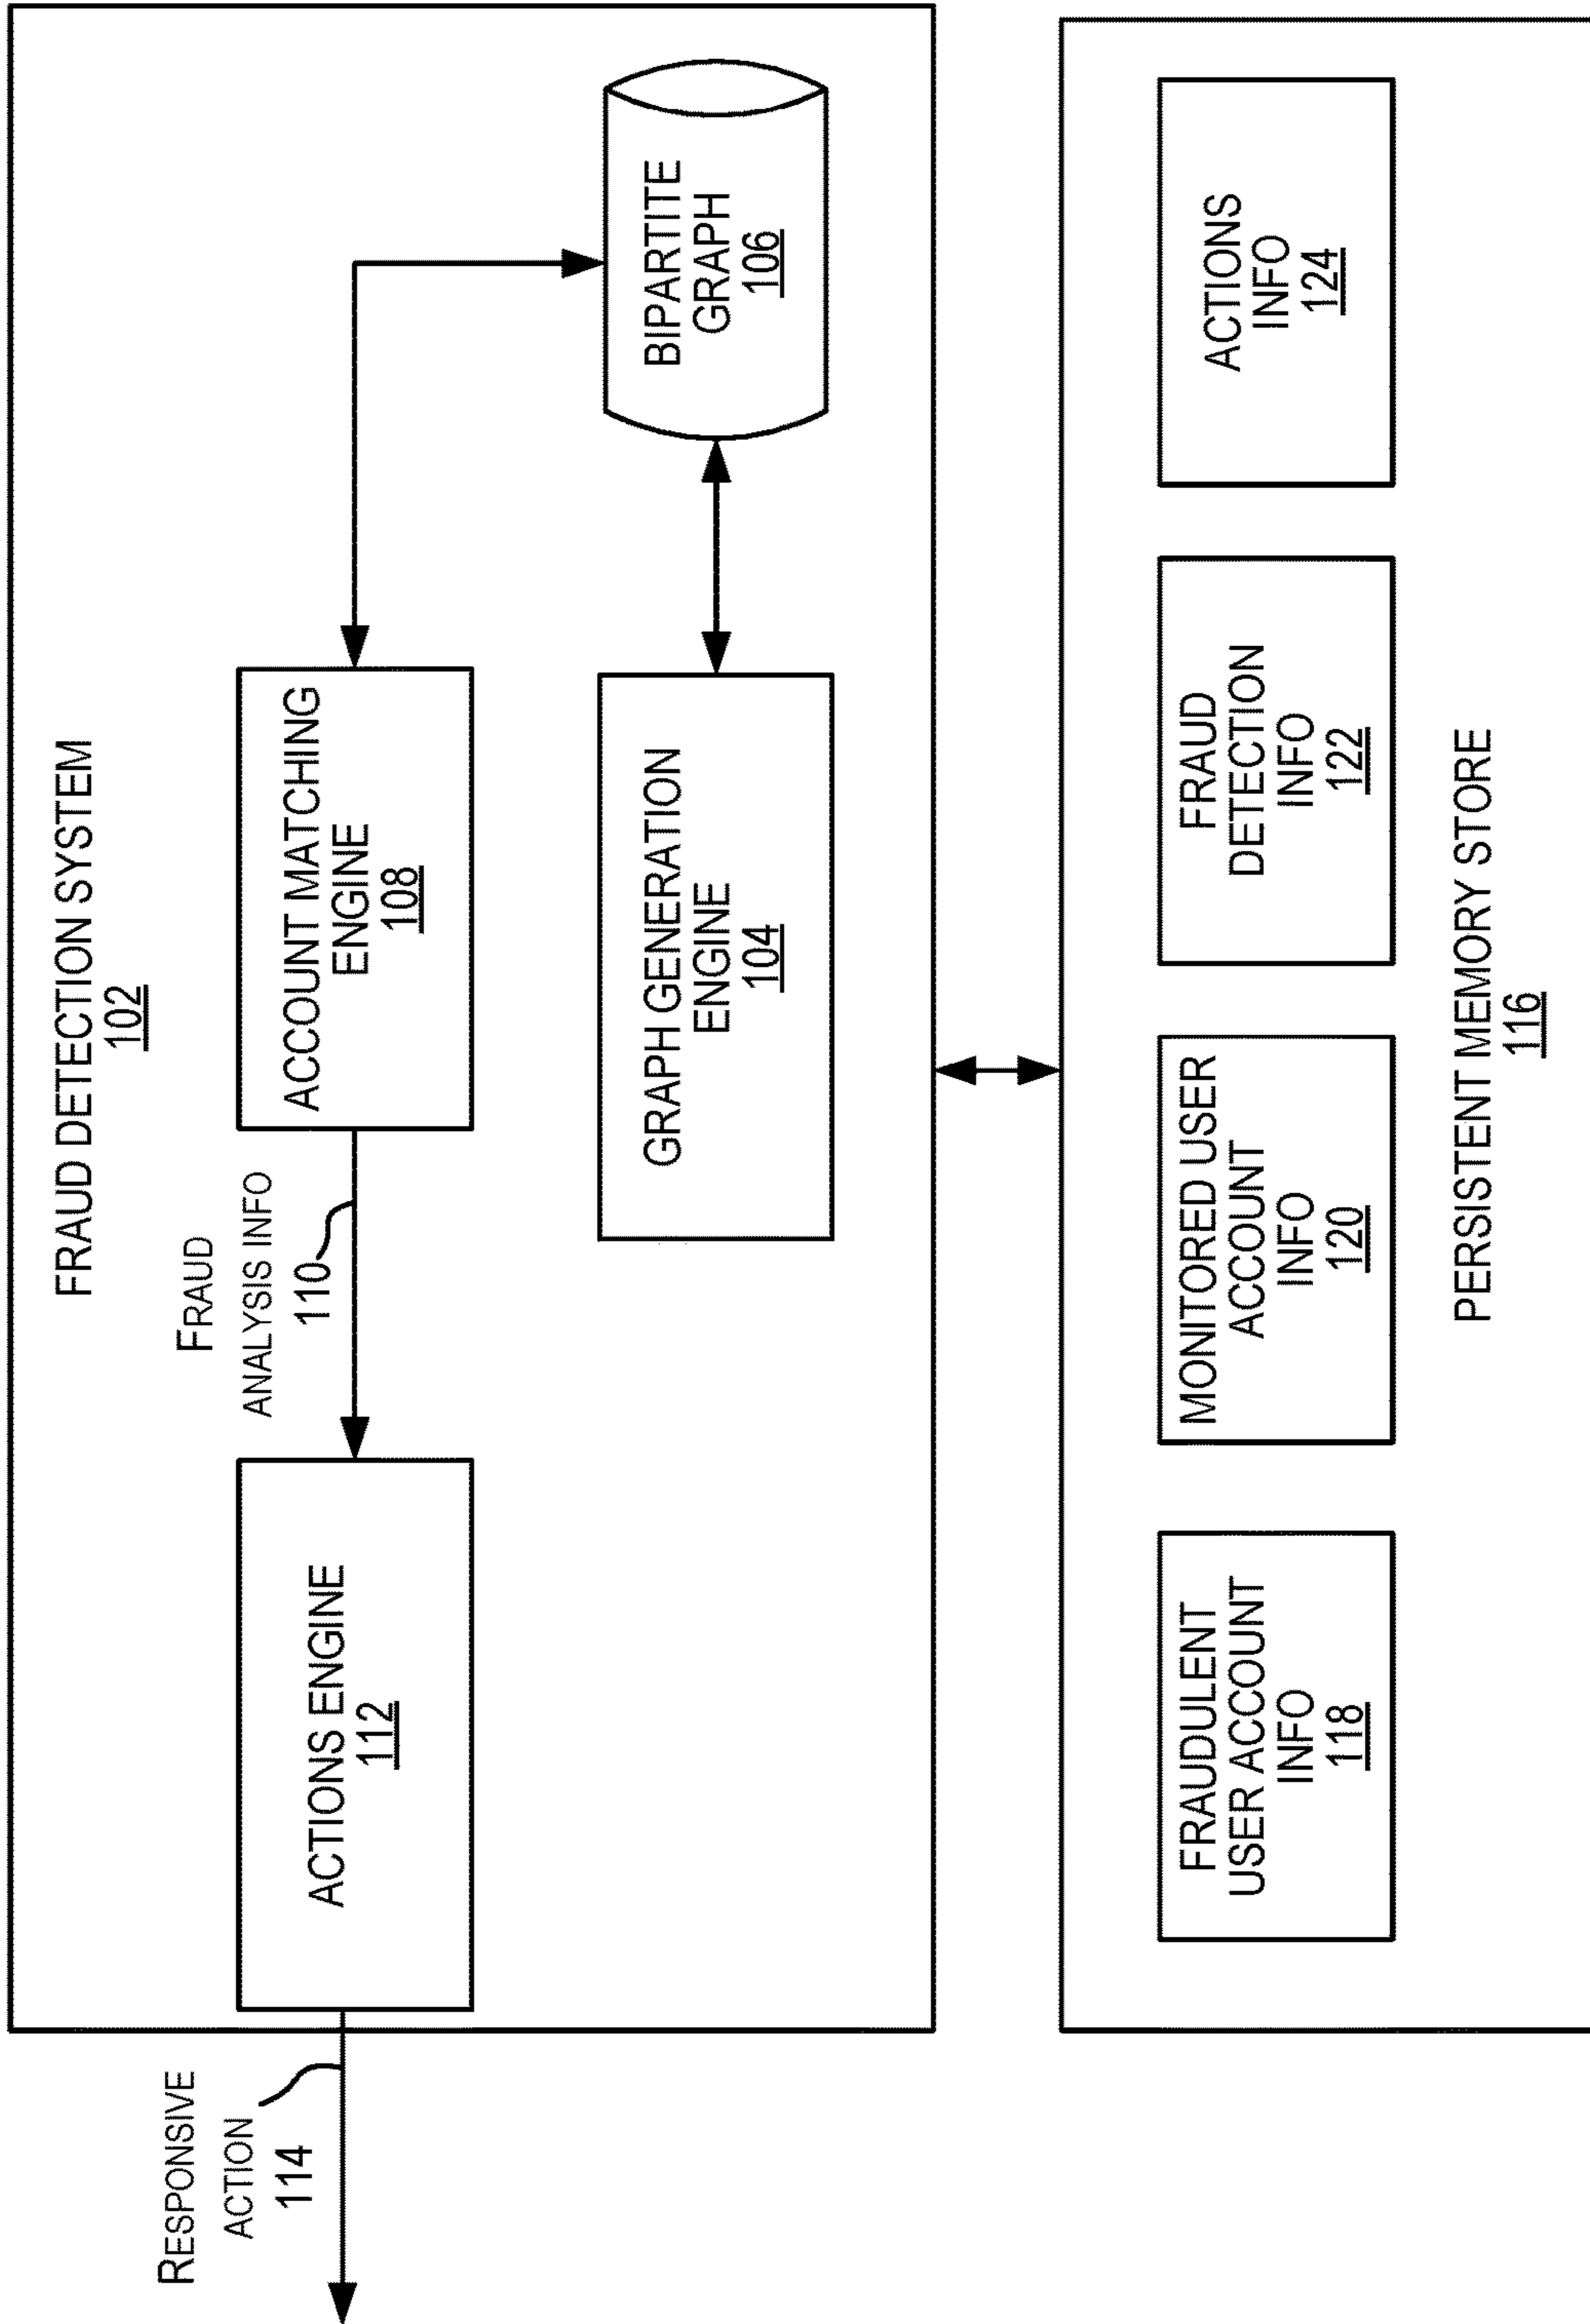 FRAUD DETECTION SYSTEM
102
RESPONSIVE
ACTION
114
ACTIONS ENGINE
112
FRAUD
ANALYSIS INFO
110
ACCOUNT MATCHING
ENGINE
108
GRAPH GENERATION
ENGINE
104
BIPARTITE
GRAPH
106
FRAUDULENT
USER ACCOUNT
INFO
118
MONITORED USER
ACCOUNT
INFO
120
FRAUD
DETECTION
INFO
122
ACTIONS
INFO
124
PERSISTENT MEMORY STORE
116